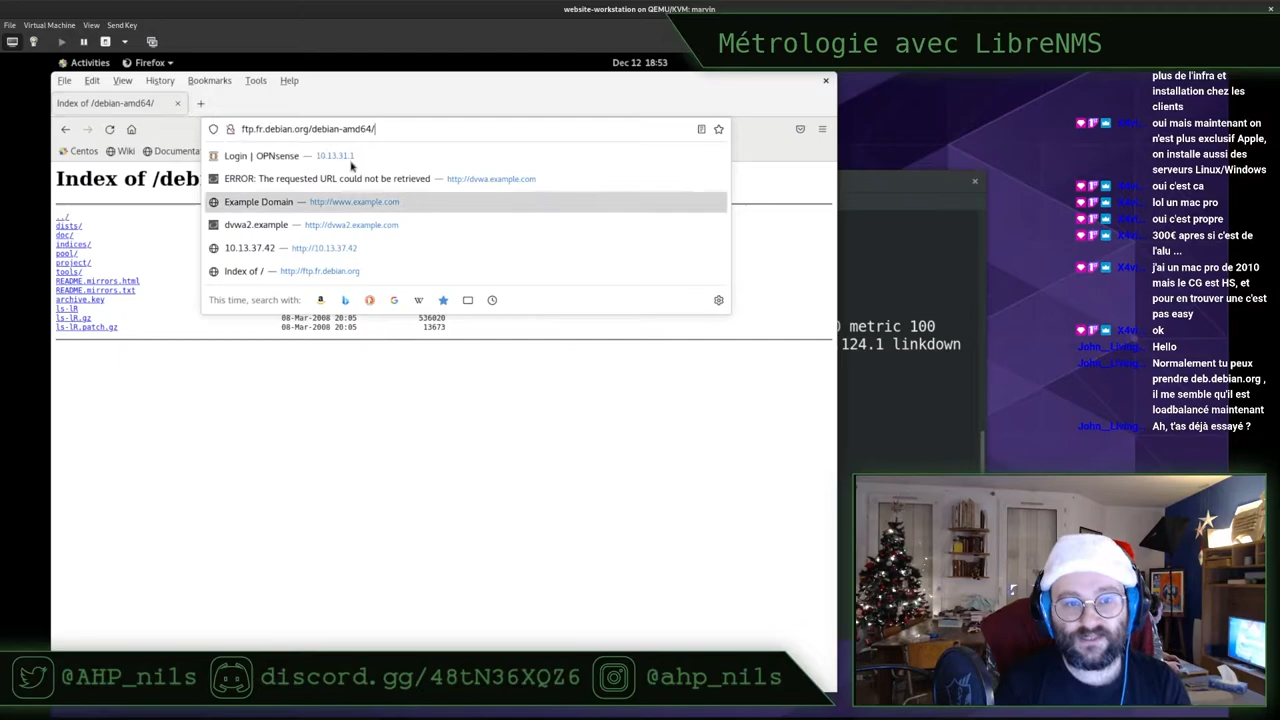 website-workstation on QEMU/KVM: marvin
File Virtual Machine View Send Key
Métrologie avec LibreNMS
Activities Firefox Dec 12 18:53
File Edit View History Bookmarks Tools Help
Index of /debian-amd64/
ftp.fr.debian.org/debian-amd64/
Centos Wiki Documenta
Login | OPNsense — 10.13.31.1
ERROR: The requested URL could not be retrieved — http://dvwa.example.com
Example Domain — http://www.example.com
dvwa2.example — http://dvwa2.example.com
10.13.37.42 — http://10.13.37.42
Index of / — http://ftp.fr.debian.org
This time, search with:
Index of /deb
../
dists/
doc/
indices/
pool/
project/
tools/
README.mirrors.html
README.mirrors.txt
archive.key
ls-lR
ls-lR.gz 08-Mar-2008 20:05 536020
ls-lR.patch.gz 08-Mar-2008 20:05 13673
0 metric 100
124.1 linkdown
plus de l'infra et
installation chez les
clients
oui mais maintenant on
n'est plus exclusif Apple,
on installe aussi des
serveurs Linux/Windows
oui c'est ca
lol un mac pro
oui c'est propre
300€ apres si c'est de
l'alu ...
j'ai un mac pro de 2010
mais le CG est HS, et
pour en trouver une c'est
pas easy
ok
John__Living... Hello
John__Living... Normalement tu peux
prendre deb.debian.org ,
il me semble qu'il est
loadbalancé maintenant
John__Living... Ah, t'as déjà essayé ?
@AHP_nils discord.gg/48tN36XQZ6 @ahp_nils